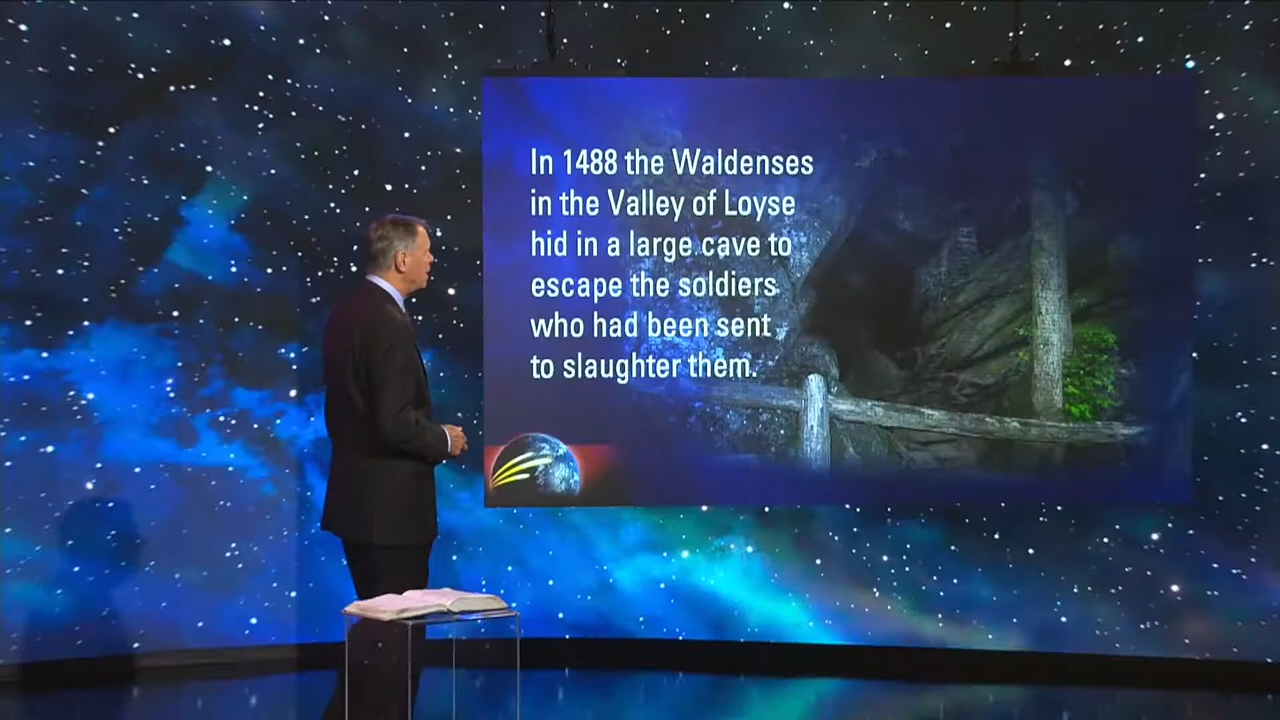 In 1488 the Waldenses
in the Valley of Loyse
hid in a large cave to
escape the soldiers
who had been sent
to slaughter them.